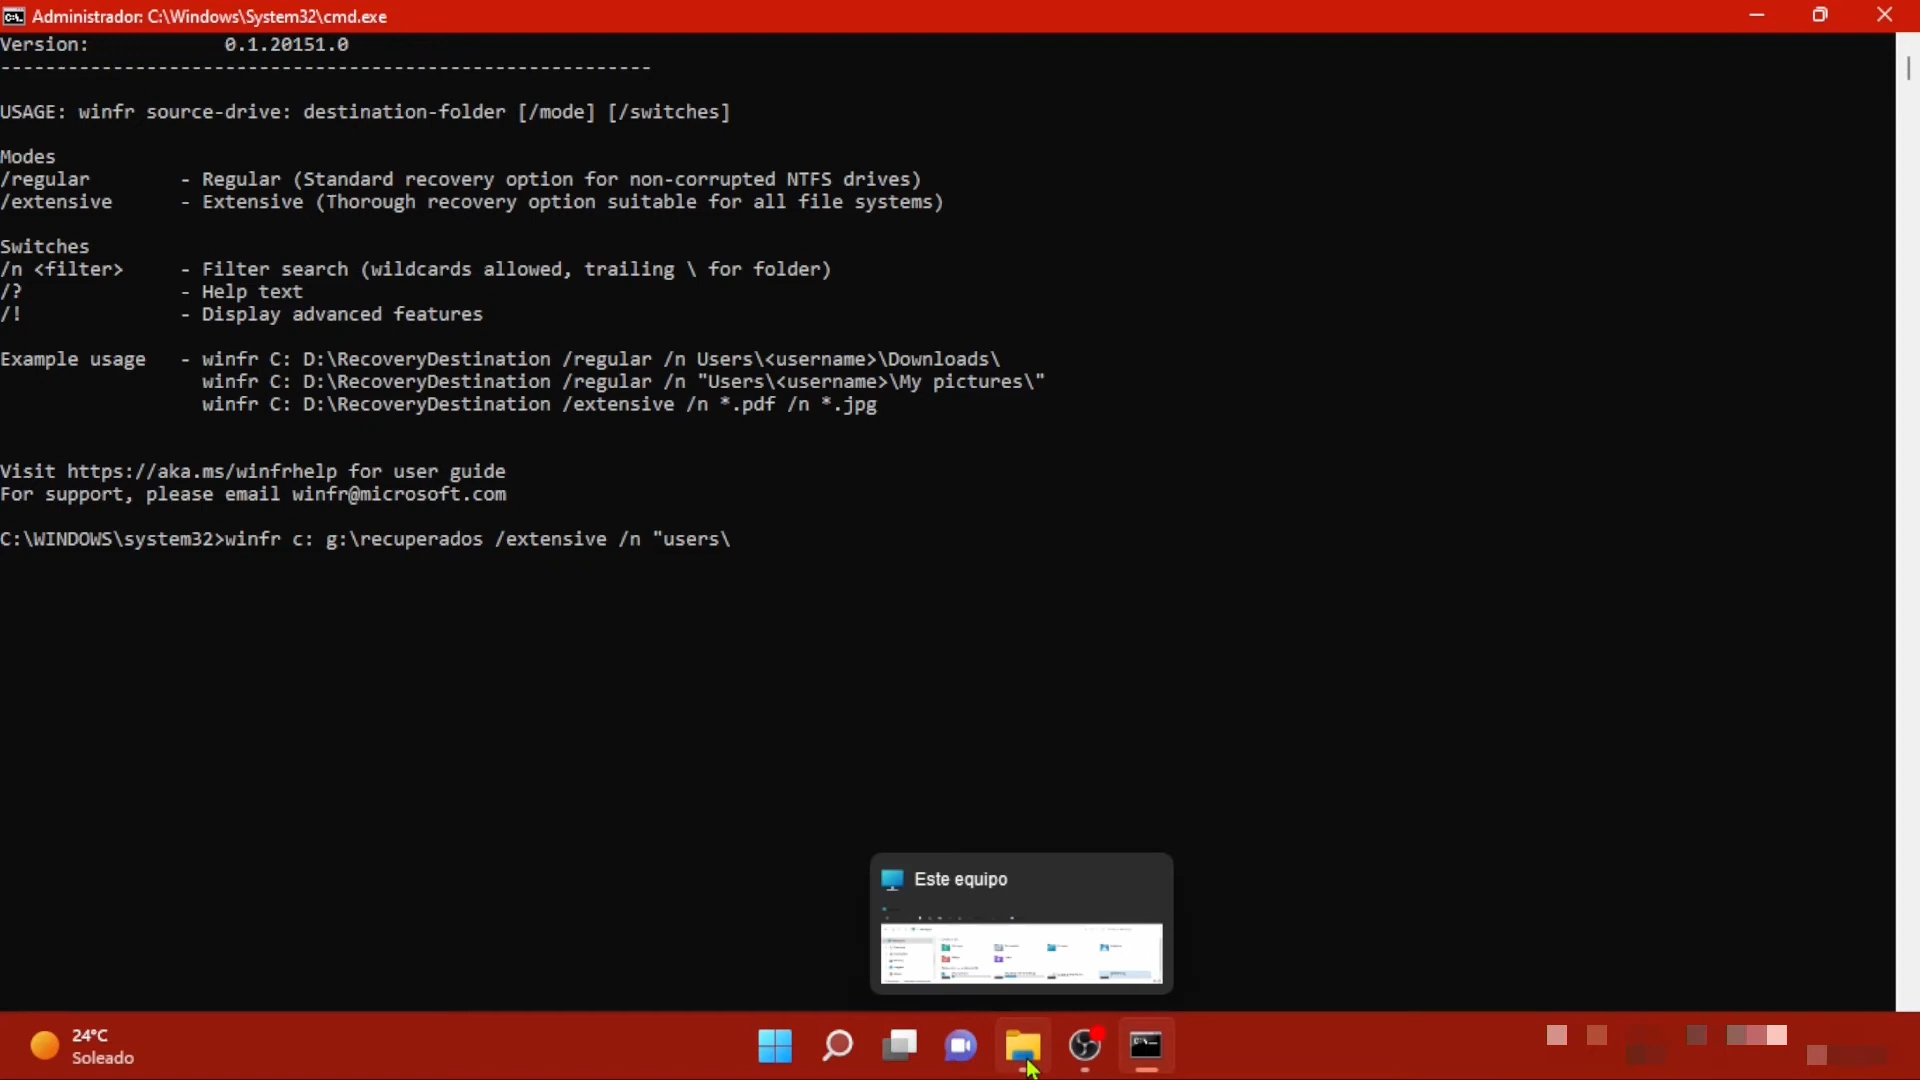 Administrador: C:\Windows\System32\cmd.exe
Version:            0.1.20151.0
----------------------------------------------------------
USAGE: winfr source-drive: destination-folder [/mode] [/switches]
Modes
/regular        - Regular (Standard recovery option for non-corrupted NTFS drives)
/extensive      - Extensive (Thorough recovery option suitable for all file systems)
Switches
/n <filter>     - Filter search (wildcards allowed, trailing \ for folder)
/?              - Help text
/!              - Display advanced features
Example usage   - winfr C: D:\RecoveryDestination /regular /n Users\<username>\Downloads\
                  winfr C: D:\RecoveryDestination /regular /n "Users\<username>\My pictures\"
                  winfr C: D:\RecoveryDestination /extensive /n *.pdf /n *.jpg
Visit https://aka.ms/winfrhelp for user guide
For support, please email winfr@microsoft.com
C:\WINDOWS\system32>winfr c: g:\recuperados /extensive /n "users\
Este equipo
24°C
Soleado